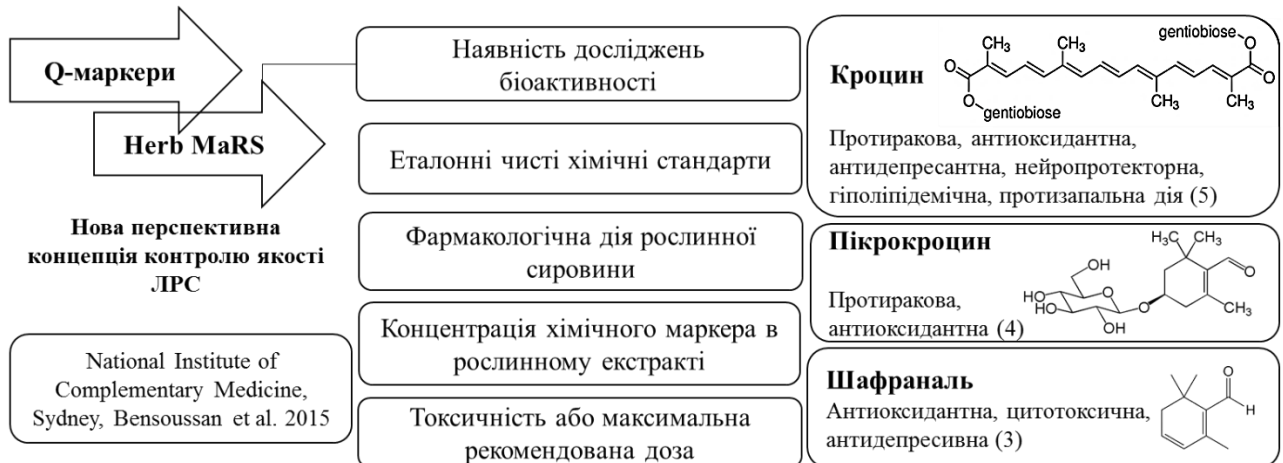 Q-маркери
Herb MaRS
Нова перспективна
концепція контролю якості
ЛРС
National Institute of
Complementary Medicine,
Sydney, Bensoussan et al. 2015
Наявність досліджень
біоактивності
Еталонні чисті хімічні стандарти
Фармакологічна дія рослинної
сировини
Концентрація хімічного маркера в
рослинному екстракті
Токсичність або максимальна
рекомендована доза
Кроцин
gentiobiose
O
CH₃
CH₃
O
O
O
gentiobiose
CH₃
CH₃
Протиракова, антиоксидантна,
антидепресантна, нейропротекторна,
гіполіпідемічна, протизапальна дія (5)
Пікрокроцин
H₃C
CH₃
O
OH
O
O
CH₃
HO
HO
OH
Протиракова,
антиоксидантна (4)
Шафраналь
O
H
Антиоксидантна, цитотоксична,
антидепресивна (3)